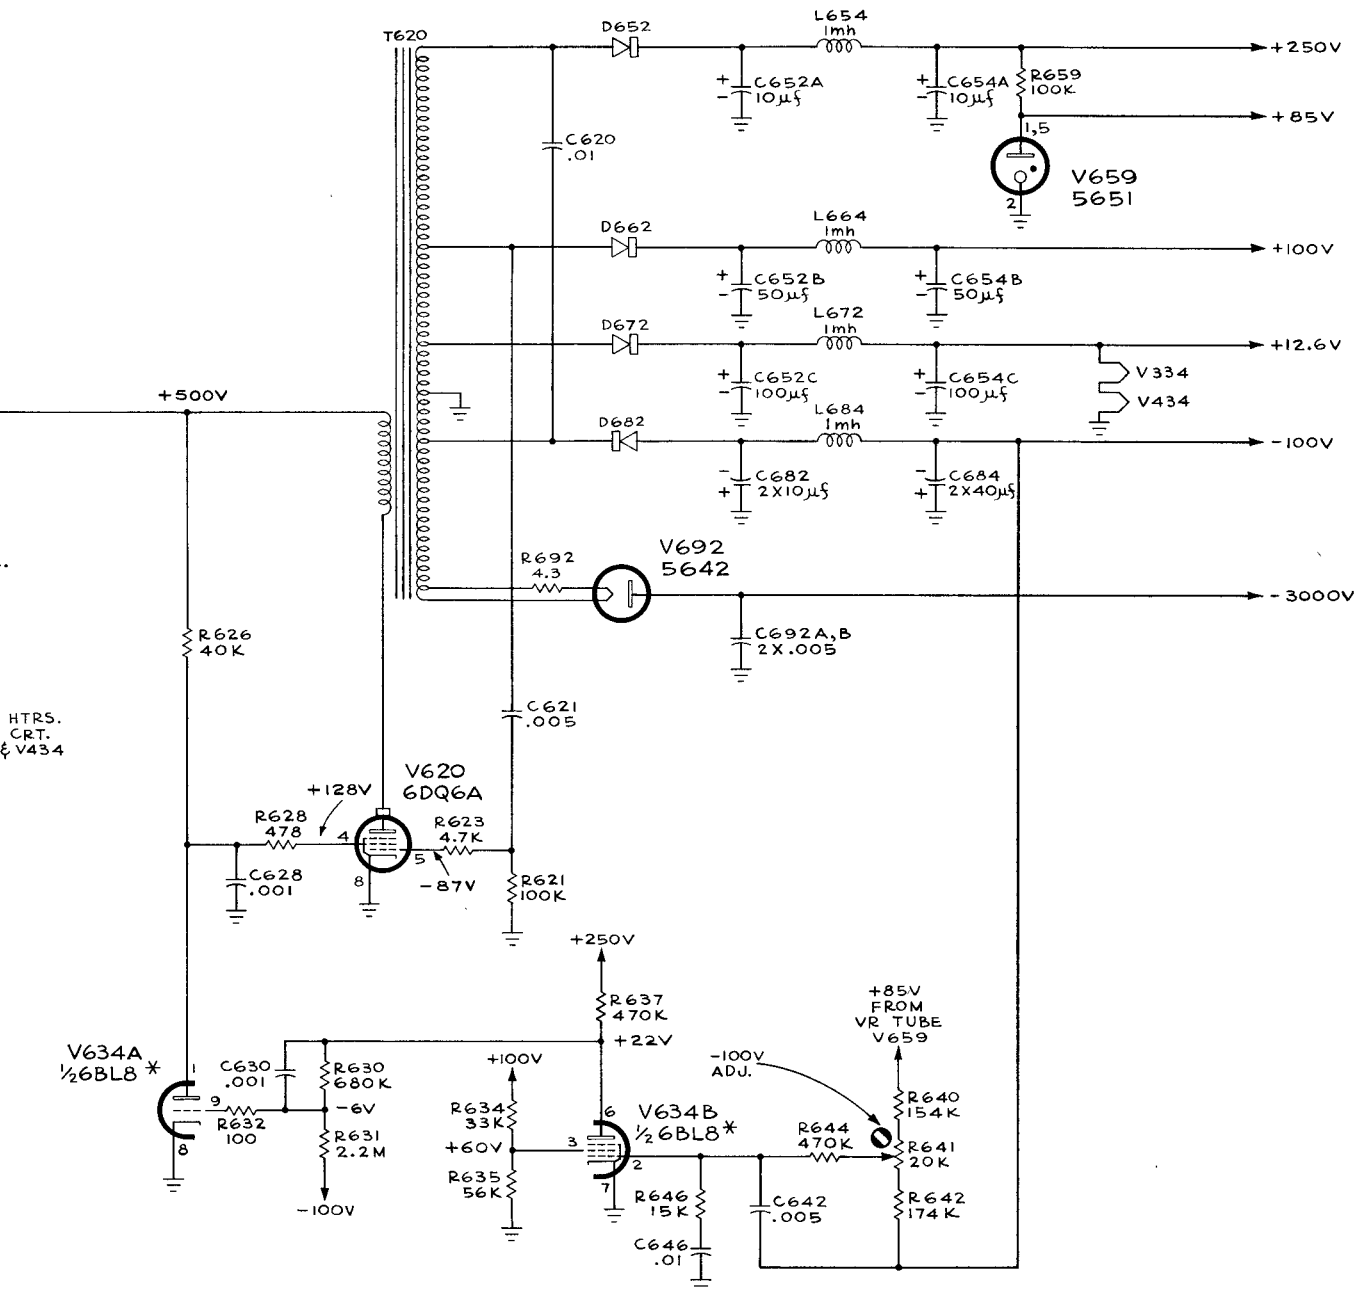 T620
D652
L654
1mh
+250V
C652A
10µf
C654A
10µf
R659
100K
+85V
C620
.01
1,5
2
V659
5651
D662
L664
1mh
+100V
C652B
50µf
C654B
50µf
D672
L672
1mh
+12.6V
C652C
100µf
C654C
100µf
V334
V434
+500V
D682
L684
1mh
-100V
C682
2X10µf
C684
2X40µf
R692
4.3
V692
5642
-3000V
C692A,B
2X.005
R626
40K
HTRS.
CRT.
& V434
C621
.005
V620
6DQ6A
+128V
R628
478
4
R623
4.7K
5
8
-87V
C628
.001
R621
100K
+250V
R637
470K
+22V
+85V
FROM
VR TUBE
V659
V634A
½6BL8*
1
C630
.001
R630
680K
+100V
-100V
ADJ.
9
R632
100
-6V
8
R631
2.2M
-100V
R634
33K
+60V
R635
56K
6
V634B
½6BL8*
3
2
7
R644
470K
R640
154K
R641
20K
R642
174K
R646
15K
C642
.005
C646
.01